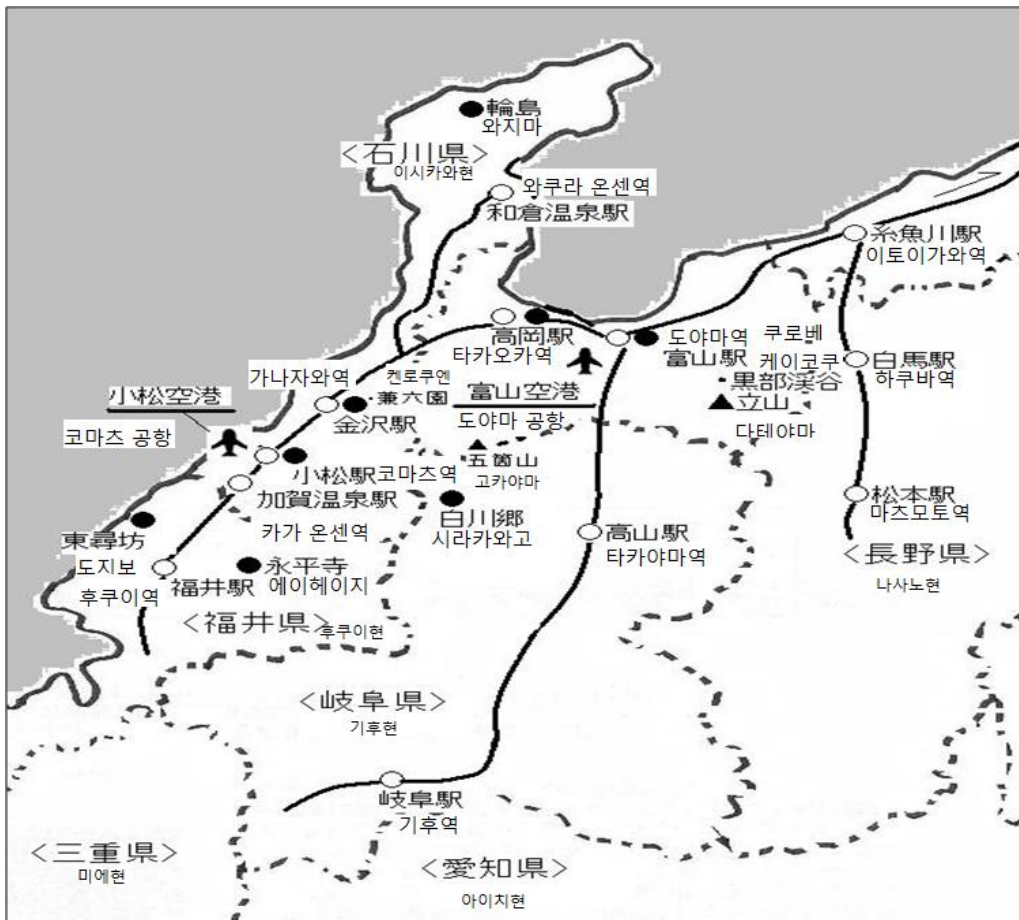 輪島
와지마
<石川県>
이시카와현
와쿠라 온센역
和倉温泉駅
糸魚川駅
이토이가와역
高岡駅
타카오카역
도야마역
富山駅
쿠로베
케이코쿠
黒部渓谷
白馬駅
하쿠바역
立山
다테야마
가나자와역
켄로쿠엔
兼六園
金沢駅
富山空港
도야마 공항
小松空港
코마츠 공항
五箇山
고카야마
小松駅 코마츠역
加賀温泉駅
카가 온센역
白川郷
시라카와고
松本駅
마즈모토역
高山駅
타카야마역
<長野県>
나사노현
東尋坊
도지보
永平寺
에이헤이지
福井駅
후쿠이역
<福井県> 후쿠이현
<岐阜県>
기후현
岐阜駅
기후역
<三重県>
미에현
<愛知県>
아이치현